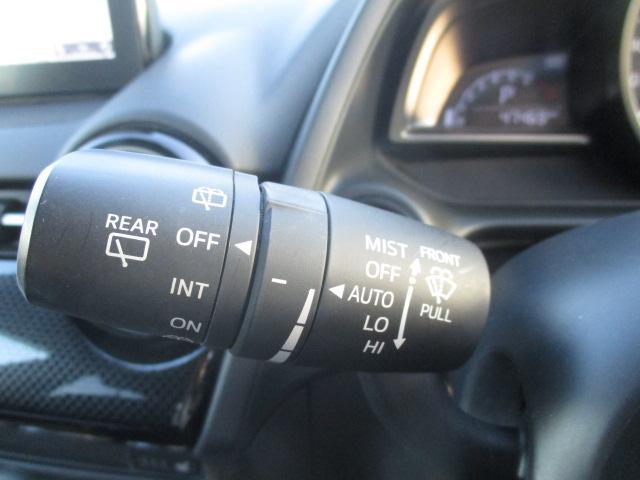 REAR
OFF
INT
ON
MIST
OFF
AUTO
LO
HI
FRONT
PULL
P